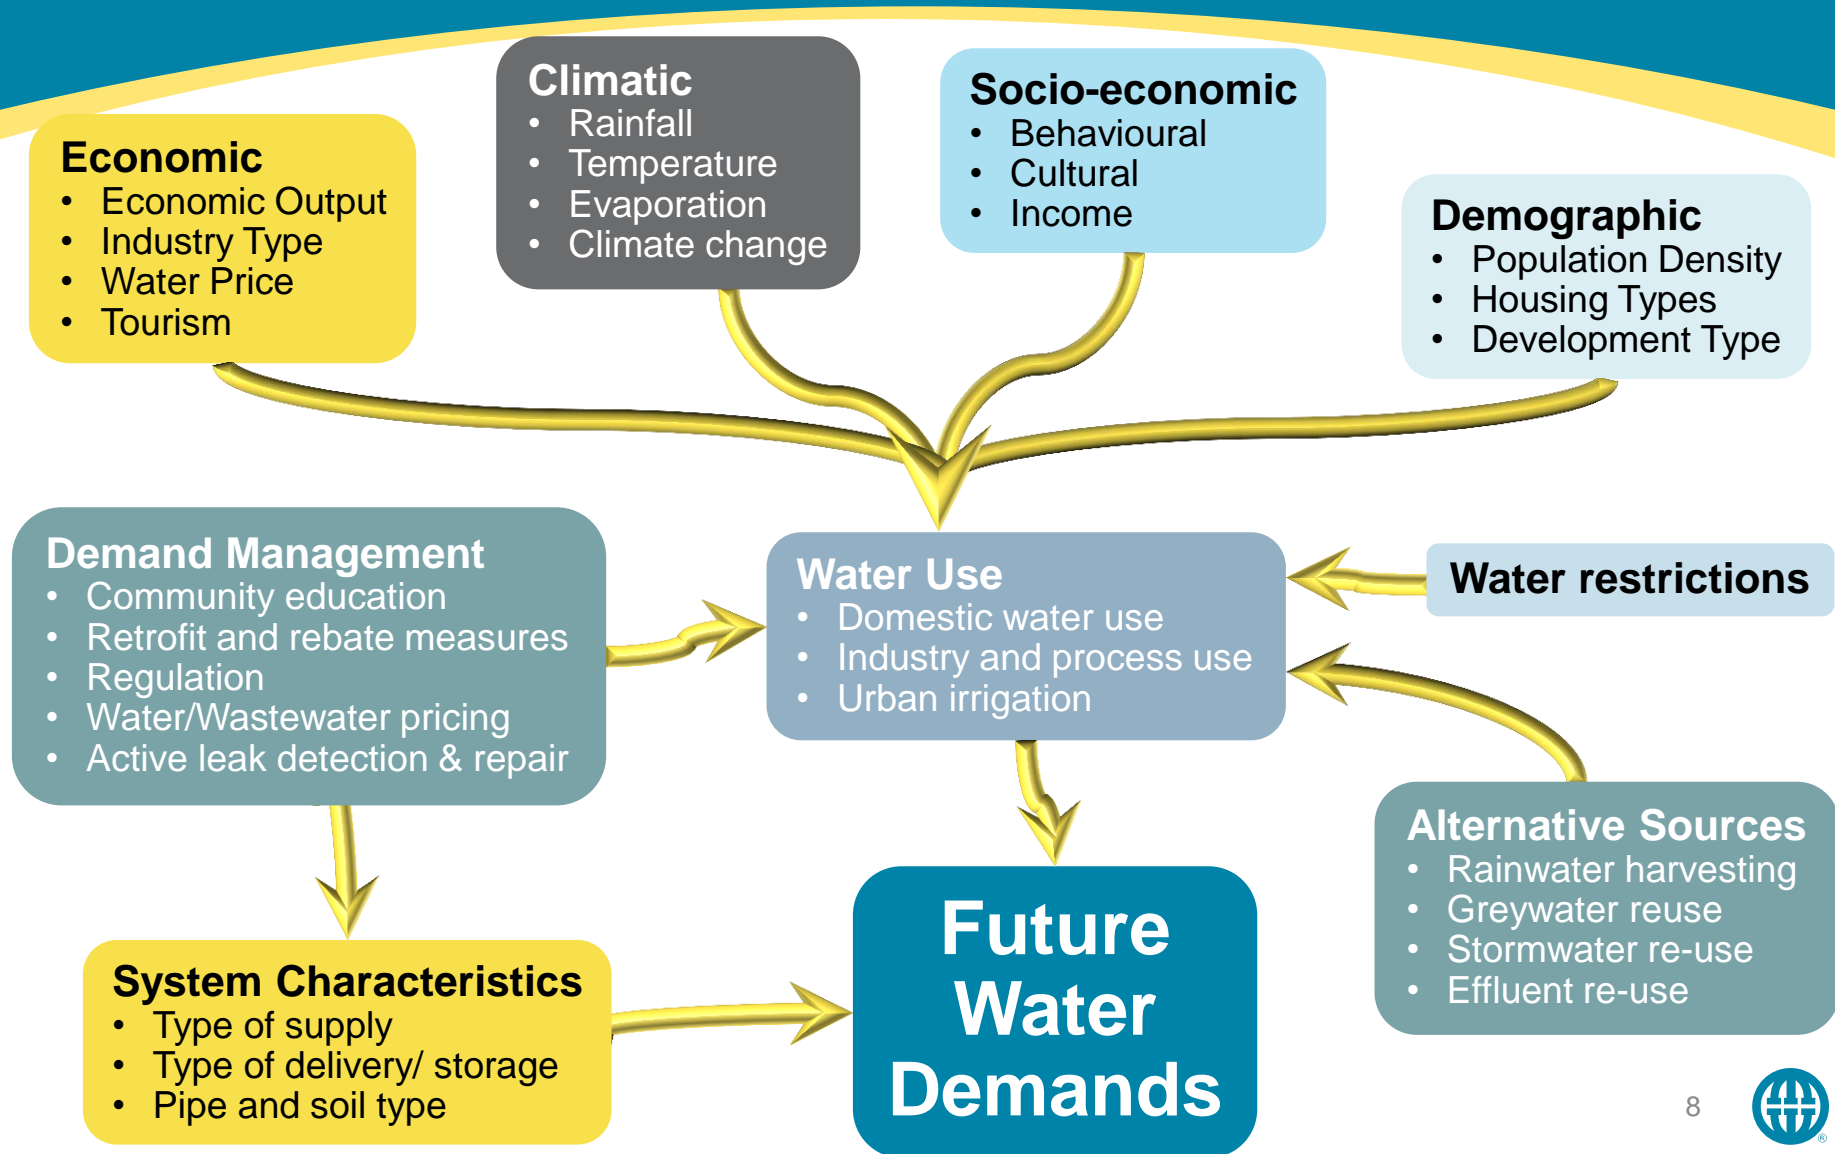 Economic
• Economic Output
• Industry Type
• Water Price
• Tourism
Climatic
• Rainfall
• Temperature
• Evaporation
• Climate change
Socio-economic
• Behavioural
• Cultural
• Income
Demographic
• Population Density
• Housing Types
• Development Type
Demand Management
• Community education
• Retrofit and rebate measures
• Regulation
• Water/Wastewater pricing
• Active leak detection & repair
Water Use
• Domestic water use
• Industry and process use
• Urban irrigation
Water restrictions
Alternative Sources
• Rainwater harvesting
• Greywater reuse
• Stormwater re-use
• Effluent re-use
System Characteristics
• Type of supply
• Type of delivery/ storage
• Pipe and soil type
Future
Water
Demands
8
®